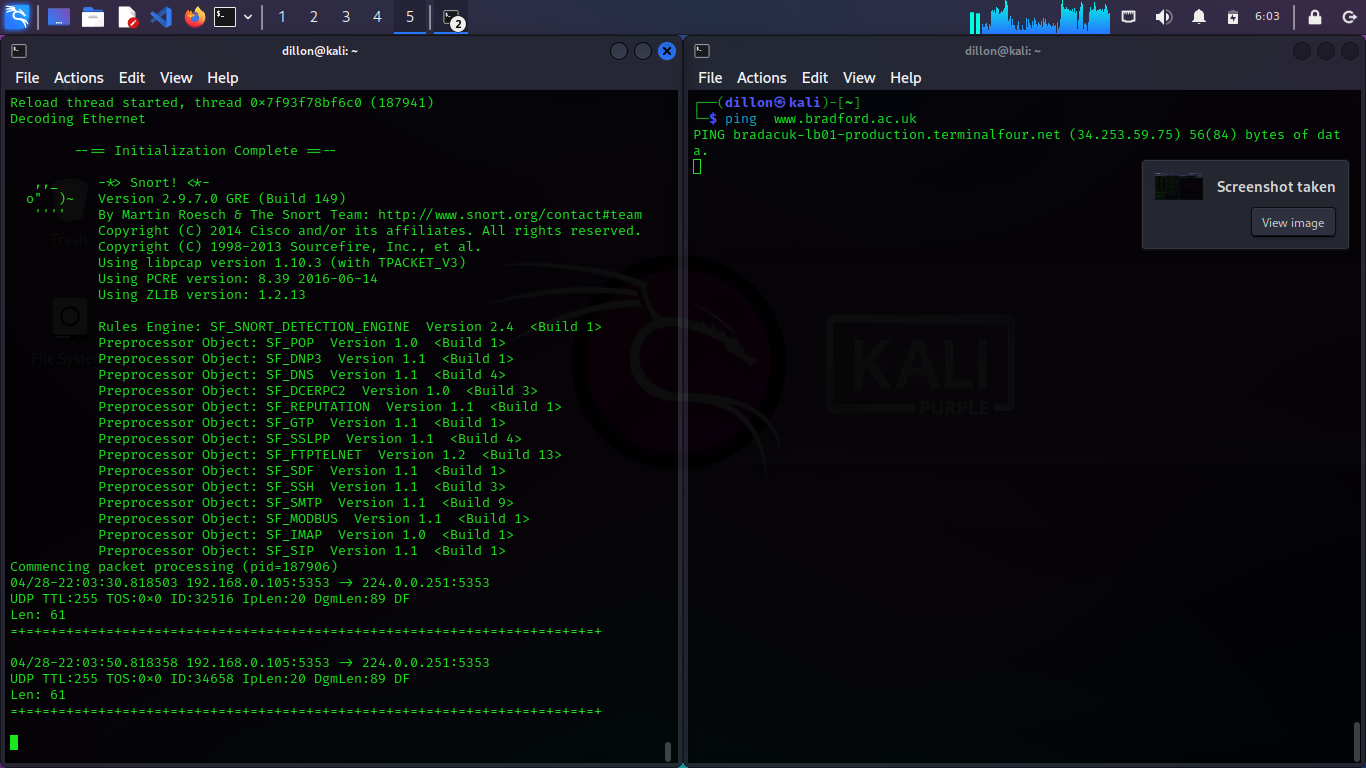 1 2 3 4 5 2 6:03
dillon@kali: ~
File Actions Edit View Help
Reload thread started, thread 0×7f93f78bf6c0 (187941)
Decoding Ethernet
--== Initialization Complete ==--
,,_ -*> Snort! <*-
o" )~ Version 2.9.7.0 GRE (Build 149)
'''' By Martin Roesch & The Snort Team: http://www.snort.org/contact#team
Copyright (C) 2014 Cisco and/or its affiliates. All rights reserved.
Copyright (C) 1998-2013 Sourcefire, Inc., et al.
Using libpcap version 1.10.3 (with TPACKET_V3)
Using PCRE version: 8.39 2016-06-14
Using ZLIB version: 1.2.13
Rules Engine: SF_SNORT_DETECTION_ENGINE Version 2.4 <Build 1>
Preprocessor Object: SF_POP Version 1.0 <Build 1>
Preprocessor Object: SF_DNP3 Version 1.1 <Build 1>
Preprocessor Object: SF_DNS Version 1.1 <Build 4>
Preprocessor Object: SF_DCERPC2 Version 1.0 <Build 3>
Preprocessor Object: SF_REPUTATION Version 1.1 <Build 1>
Preprocessor Object: SF_GTP Version 1.1 <Build 1>
Preprocessor Object: SF_SSLPP Version 1.1 <Build 4>
Preprocessor Object: SF_FTPTELNET Version 1.2 <Build 13>
Preprocessor Object: SF_SDF Version 1.1 <Build 1>
Preprocessor Object: SF_SSH Version 1.1 <Build 3>
Preprocessor Object: SF_SMTP Version 1.1 <Build 9>
Preprocessor Object: SF_MODBUS Version 1.1 <Build 1>
Preprocessor Object: SF_IMAP Version 1.0 <Build 1>
Preprocessor Object: SF_SIP Version 1.1 <Build 1>
Commencing packet processing (pid=187906)
04/28-22:03:30.818503 192.168.0.105:5353 -> 224.0.0.251:5353
UDP TTL:255 TOS:0×0 ID:32516 IpLen:20 DgmLen:89 DF
Len: 61
=+=+=+=+=+=+=+=+=+=+=+=+=+=+=+=+=+=+=+=+=+=+=+=+=+=+=+=+=+=+=+=+=+=+=+=+=+
04/28-22:03:50.818358 192.168.0.105:5353 -> 224.0.0.251:5353
UDP TTL:255 TOS:0×0 ID:34658 IpLen:20 DgmLen:89 DF
Len: 61
=+=+=+=+=+=+=+=+=+=+=+=+=+=+=+=+=+=+=+=+=+=+=+=+=+=+=+=+=+=+=+=+=+=+=+=+=+
Trash
File System
dillon@kali: ~
File Actions Edit View Help
┌──(dillon㉿kali)-[~]
└─$ ping www.bradford.ac.uk
PING bradacuk-lb01-production.terminalfour.net (34.253.59.75) 56(84) bytes of dat
a.
Screenshot taken
View image
KALI
PURPLE